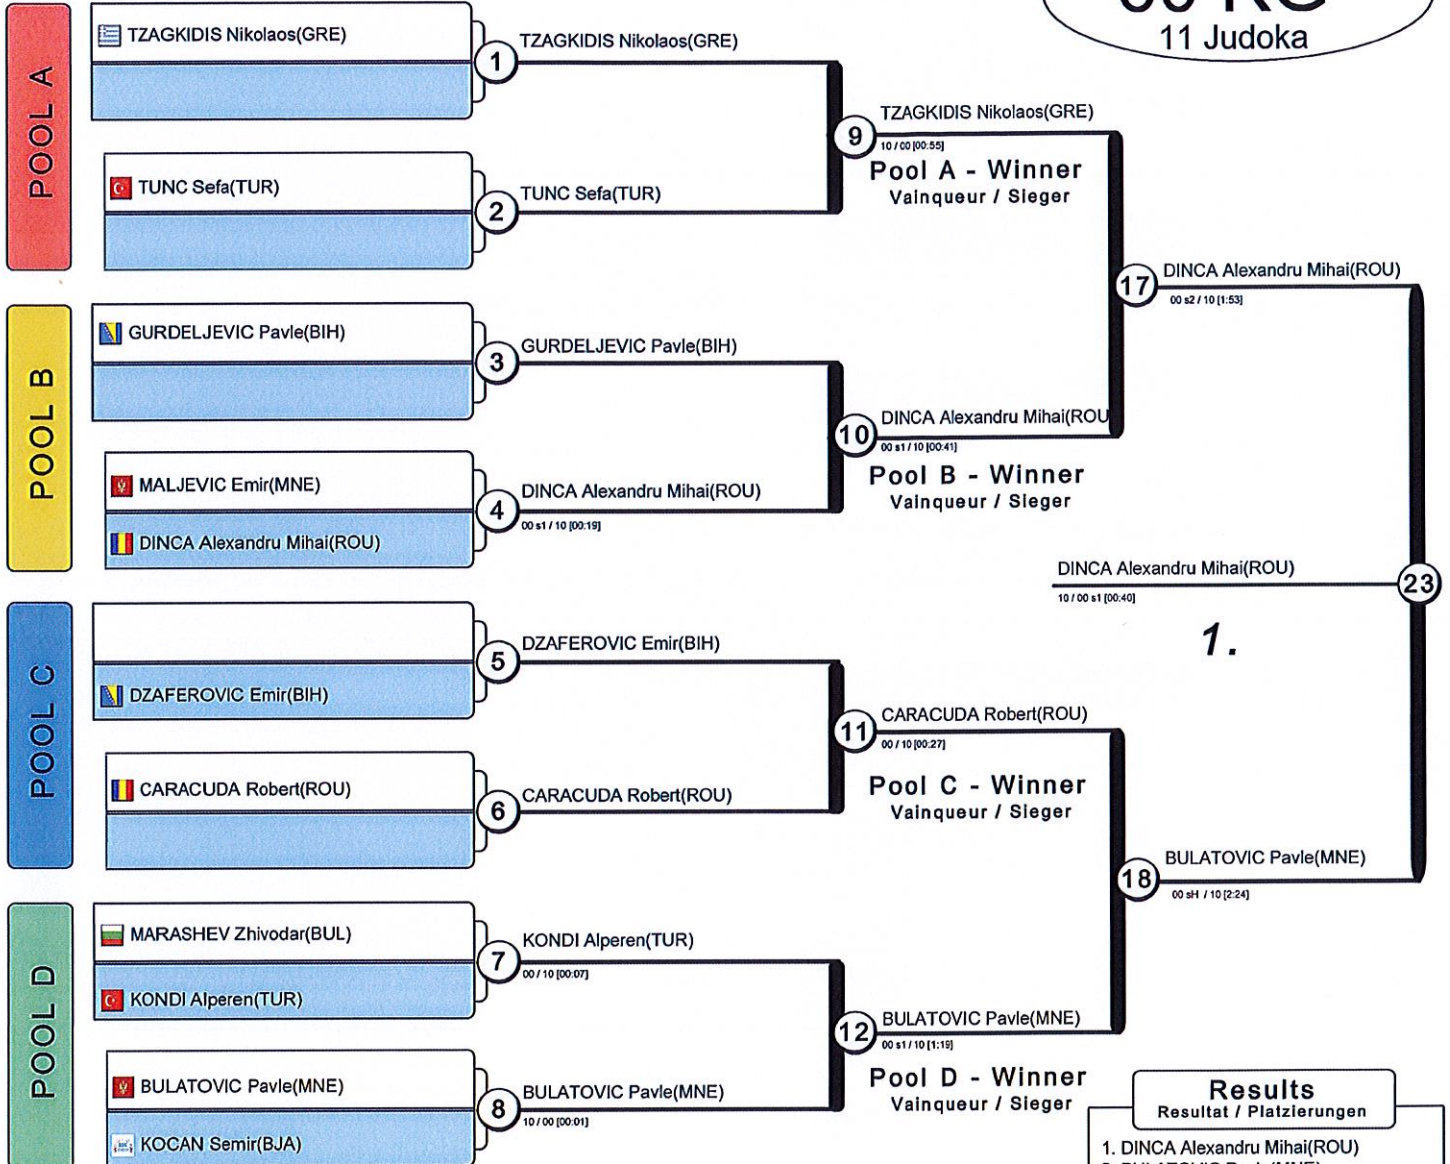 11 Judoka
POOL A
TZAGKIDIS Nikolaos(GRE)
1
TZAGKIDIS Nikolaos(GRE)
TUNC Sefa(TUR)
2
TUNC Sefa(TUR)
9
TZAGKIDIS Nikolaos(GRE)
10 / 00 [00:55]
Pool A - Winner
Vainqueur / Sieger
POOL B
GURDELJEVIC Pavle(BIH)
3
GURDELJEVIC Pavle(BIH)
MALJEVIC Emir(MNE)
DINCA Alexandru Mihai(ROU)
4
DINCA Alexandru Mihai(ROU)
00 s1 / 10 [00:19]
10
DINCA Alexandru Mihai(ROU
00 s1 / 10 [00:41]
Pool B - Winner
Vainqueur / Sieger
17
DINCA Alexandru Mihai(ROU)
00 s2 / 10 [1:53]
POOL C
DZAFEROVIC Emir(BIH)
5
DZAFEROVIC Emir(BIH)
CARACUDA Robert(ROU)
6
CARACUDA Robert(ROU)
11
CARACUDA Robert(ROU)
00 / 10 [00:27]
Pool C - Winner
Vainqueur / Sieger
POOL D
MARASHEV Zhivodar(BUL)
KONDI Alperen(TUR)
7
KONDI Alperen(TUR)
00 / 10 [00:07]
BULATOVIC Pavle(MNE)
KOCAN Semir(BJA)
8
BULATOVIC Pavle(MNE)
10 / 00 [00:01]
12
BULATOVIC Pavle(MNE)
00 s1 / 10 [1:19]
Pool D - Winner
Vainqueur / Sieger
18
BULATOVIC Pavle(MNE)
00 sH / 10 [2:24]
DINCA Alexandru Mihai(ROU)
23
10 / 00 s1 [00:40]
1.
Results
Resultat / Platzierungen
1. DINCA Alexandru Mihai(ROU)